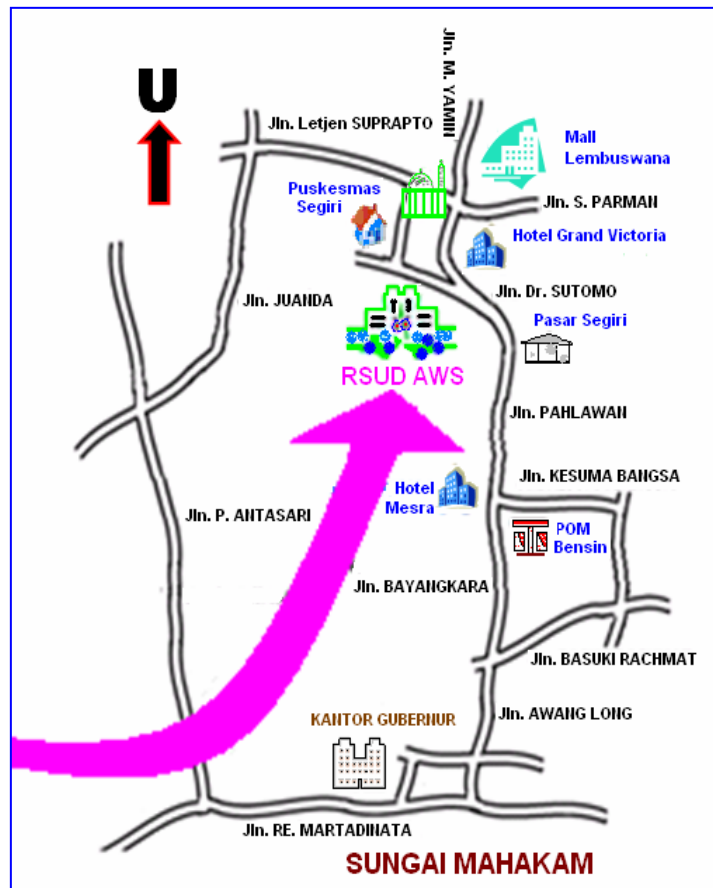 U
Jln. M. YAMIN
Jln. Letjen SUPRAPTO
Mall
Lembuswana
Puskesmas
Segiri
Jln. S. PARMAN
Hotel Grand Victoria
Jln. JUANDA
Jln. Dr. SUTOMO
Pasar Segiri
RSUD AWS
Jln. PAHLAWAN
Jln. KESUMA BANGSA
Hotel
Mesra
Jln. P. ANTASARI
POM
Bensin
Jln. BAYANGKARA
Jln. BASUKI RACHMAT
Jln. AWANG LONG
KANTOR GUBERNUR
Jln. RE. MARTADINATA
SUNGAI MAHAKAM